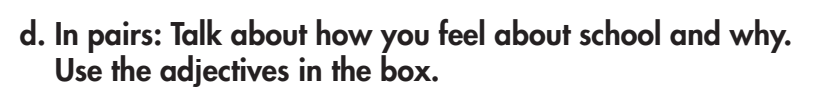 d. In pairs: Talk about how you feel about school and why.
Use the adjectives in the box.